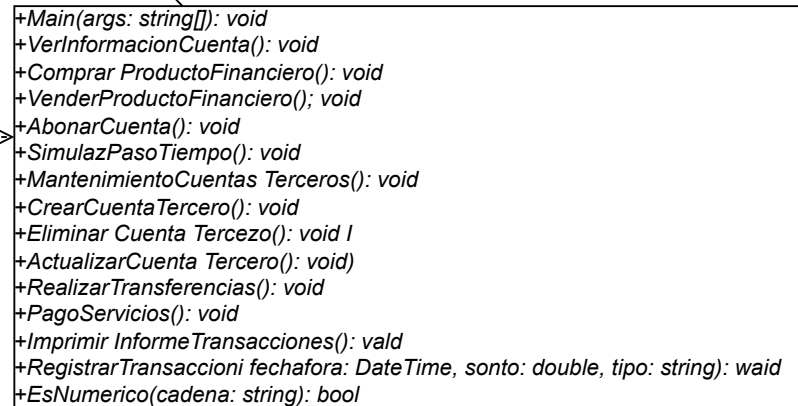 +Main(args: string[]): void
+VerInformacionCuenta(): void
+Comprar ProductoFinanciero(): void
+VenderProductoFinanciero(); void
+AbonarCuenta(): void
+SimulazPasoTiempo(): void
+MantenimientoCuentas Terceros(): void
+CrearCuentaTercero(): void
+Eliminar Cuenta Tercezo(): void I
+ActualizarCuenta Tercero(): void)
+RealizarTransferencias(): void
+PagoServicios(): void
+Imprimir InformeTransacciones(): vald
+RegistrarTransaccioni fechafora: DateTime, sonto: double, tipo: string): waid
+EsNumerico(cadena: string): bool